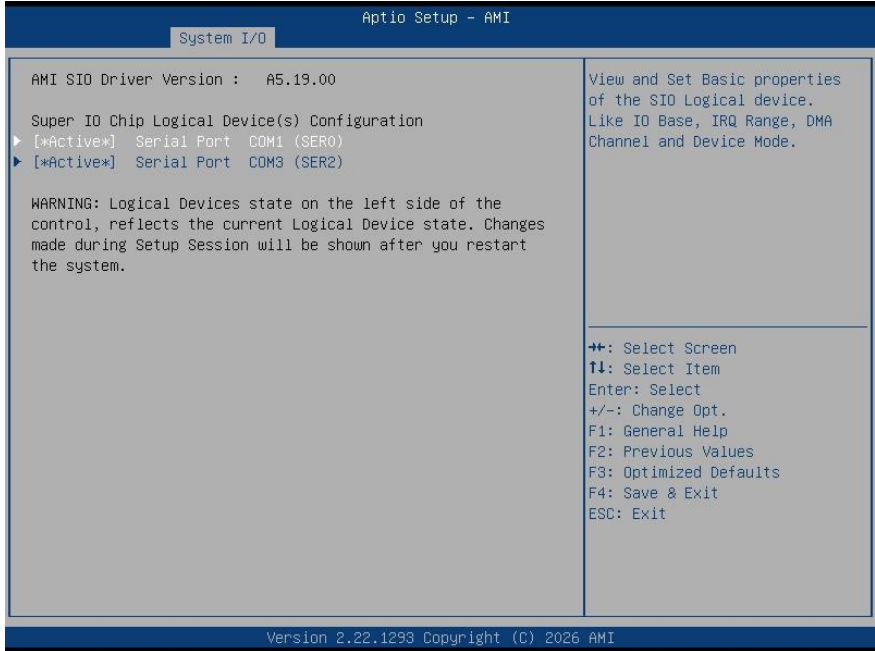 Aptio Setup - AMI
System I/O
AMI SIO Driver Version :   A5.19.00
Super IO Chip Logical Device(s) Configuration
[*Active*]  Serial Port  COM1 (SER0)
[*Active*]  Serial Port  COM3 (SER2)
WARNING: Logical Devices state on the left side of the
control, reflects the current Logical Device state. Changes
made during Setup Session will be shown after you restart
the system.
View and Set Basic properties
of the SIO Logical device.
Like IO Base, IRQ Range, DMA
Channel and Device Mode.
→←: Select Screen
↑↓: Select Item
Enter: Select
+/-: Change Opt.
F1: General Help
F2: Previous Values
F3: Optimized Defaults
F4: Save & Exit
ESC: Exit
Version 2.22.1293 Copyright (C) 2026 AMI